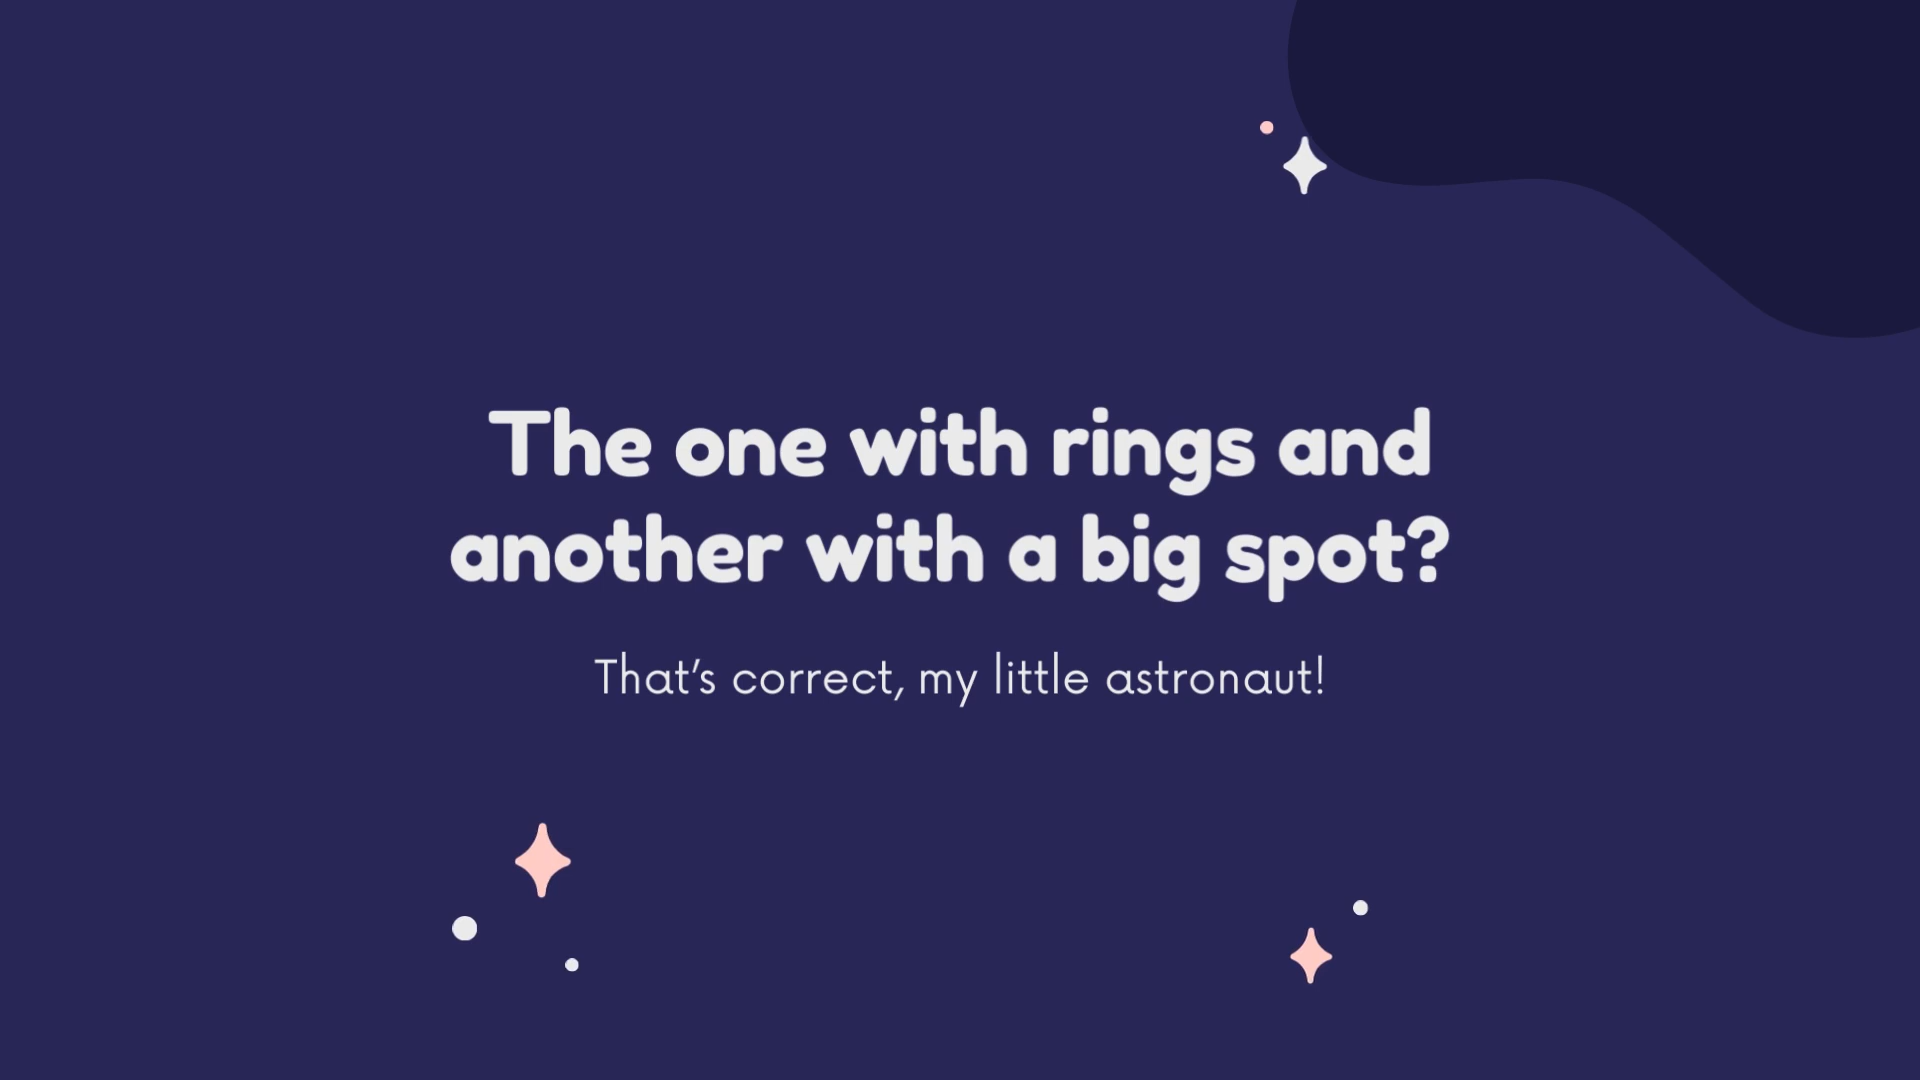 The one with rings and
another with a big spot?
That’s correct, my little astronaut!